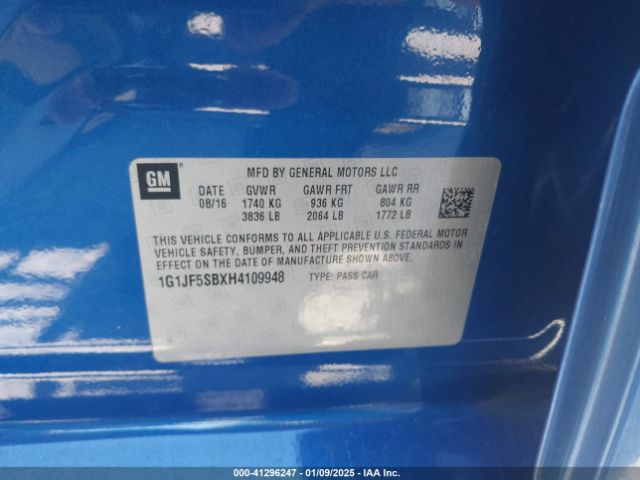 GM
MFD BY GENERAL MOTORS LLC
DATE GVWR GAWR FRT GAWR RR
08/16 1740 KG 936 KG 804 KG
3836 LB 2064 LB 1772 LB
THIS VEHICLE CONFORMS TO ALL APPLICABLE U.S. FEDERAL MOTOR
VEHICLE SAFETY, BUMPER, AND THEFT PREVENTION STANDARDS IN
EFFECT ON THE DATE OF MANUFACTURE SHOWN ABOVE.
1G1JF5SBXH4109948 TYPE: PASS CAR
000-41296247 - 01/09/2025 - IAAI.COM